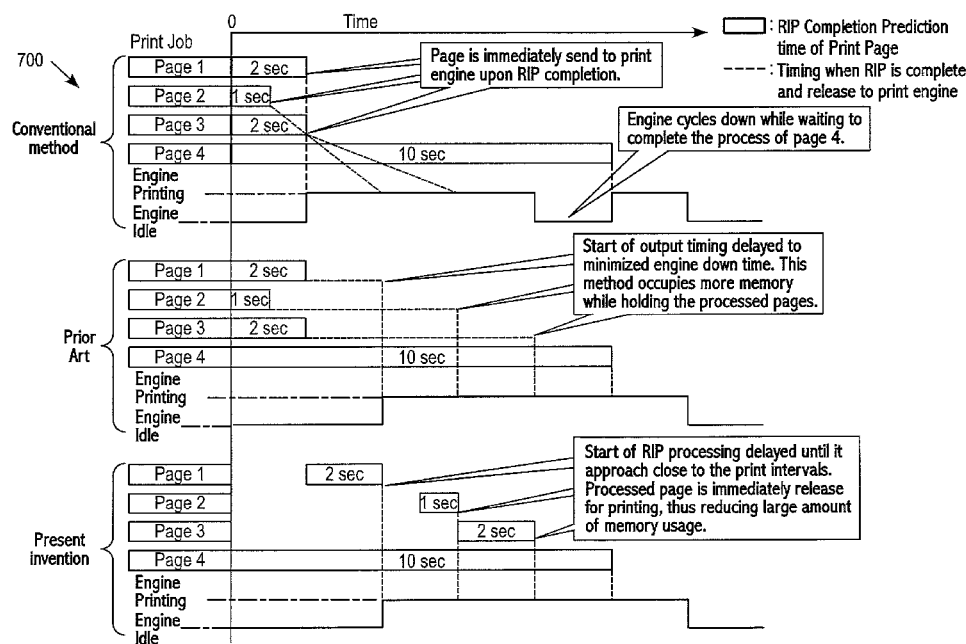 0
Time
: RIP Completion Prediction
time of Print Page
: Timing when RIP is complete
and release to print engine
700
Print Job
Conventional
method
Page 1
2 sec
Page 2
1 sec
Page 3
2 sec
Page 4
10 sec
Engine
Printing
Engine
Idle
Page is immediately send to print
engine upon RIP completion.
Engine cycles down while waiting to
complete the process of page 4.
Prior
Art
Page 1
2 sec
Page 2
1 sec
Page 3
2 sec
Page 4
10 sec
Engine
Printing
Engine
Idle
Start of output timing delayed to
minimized engine down time. This
method occupies more memory
while holding the processed pages.
Present
invention
Page 1
2 sec
Page 2
1 sec
Page 3
2 sec
Page 4
10 sec
Engine
Printing
Engine
Idle
Start of RIP processing delayed until it
approach close to the print intervals.
Processed page is immediately release
for printing, thus reducing large amount
of memory usage.